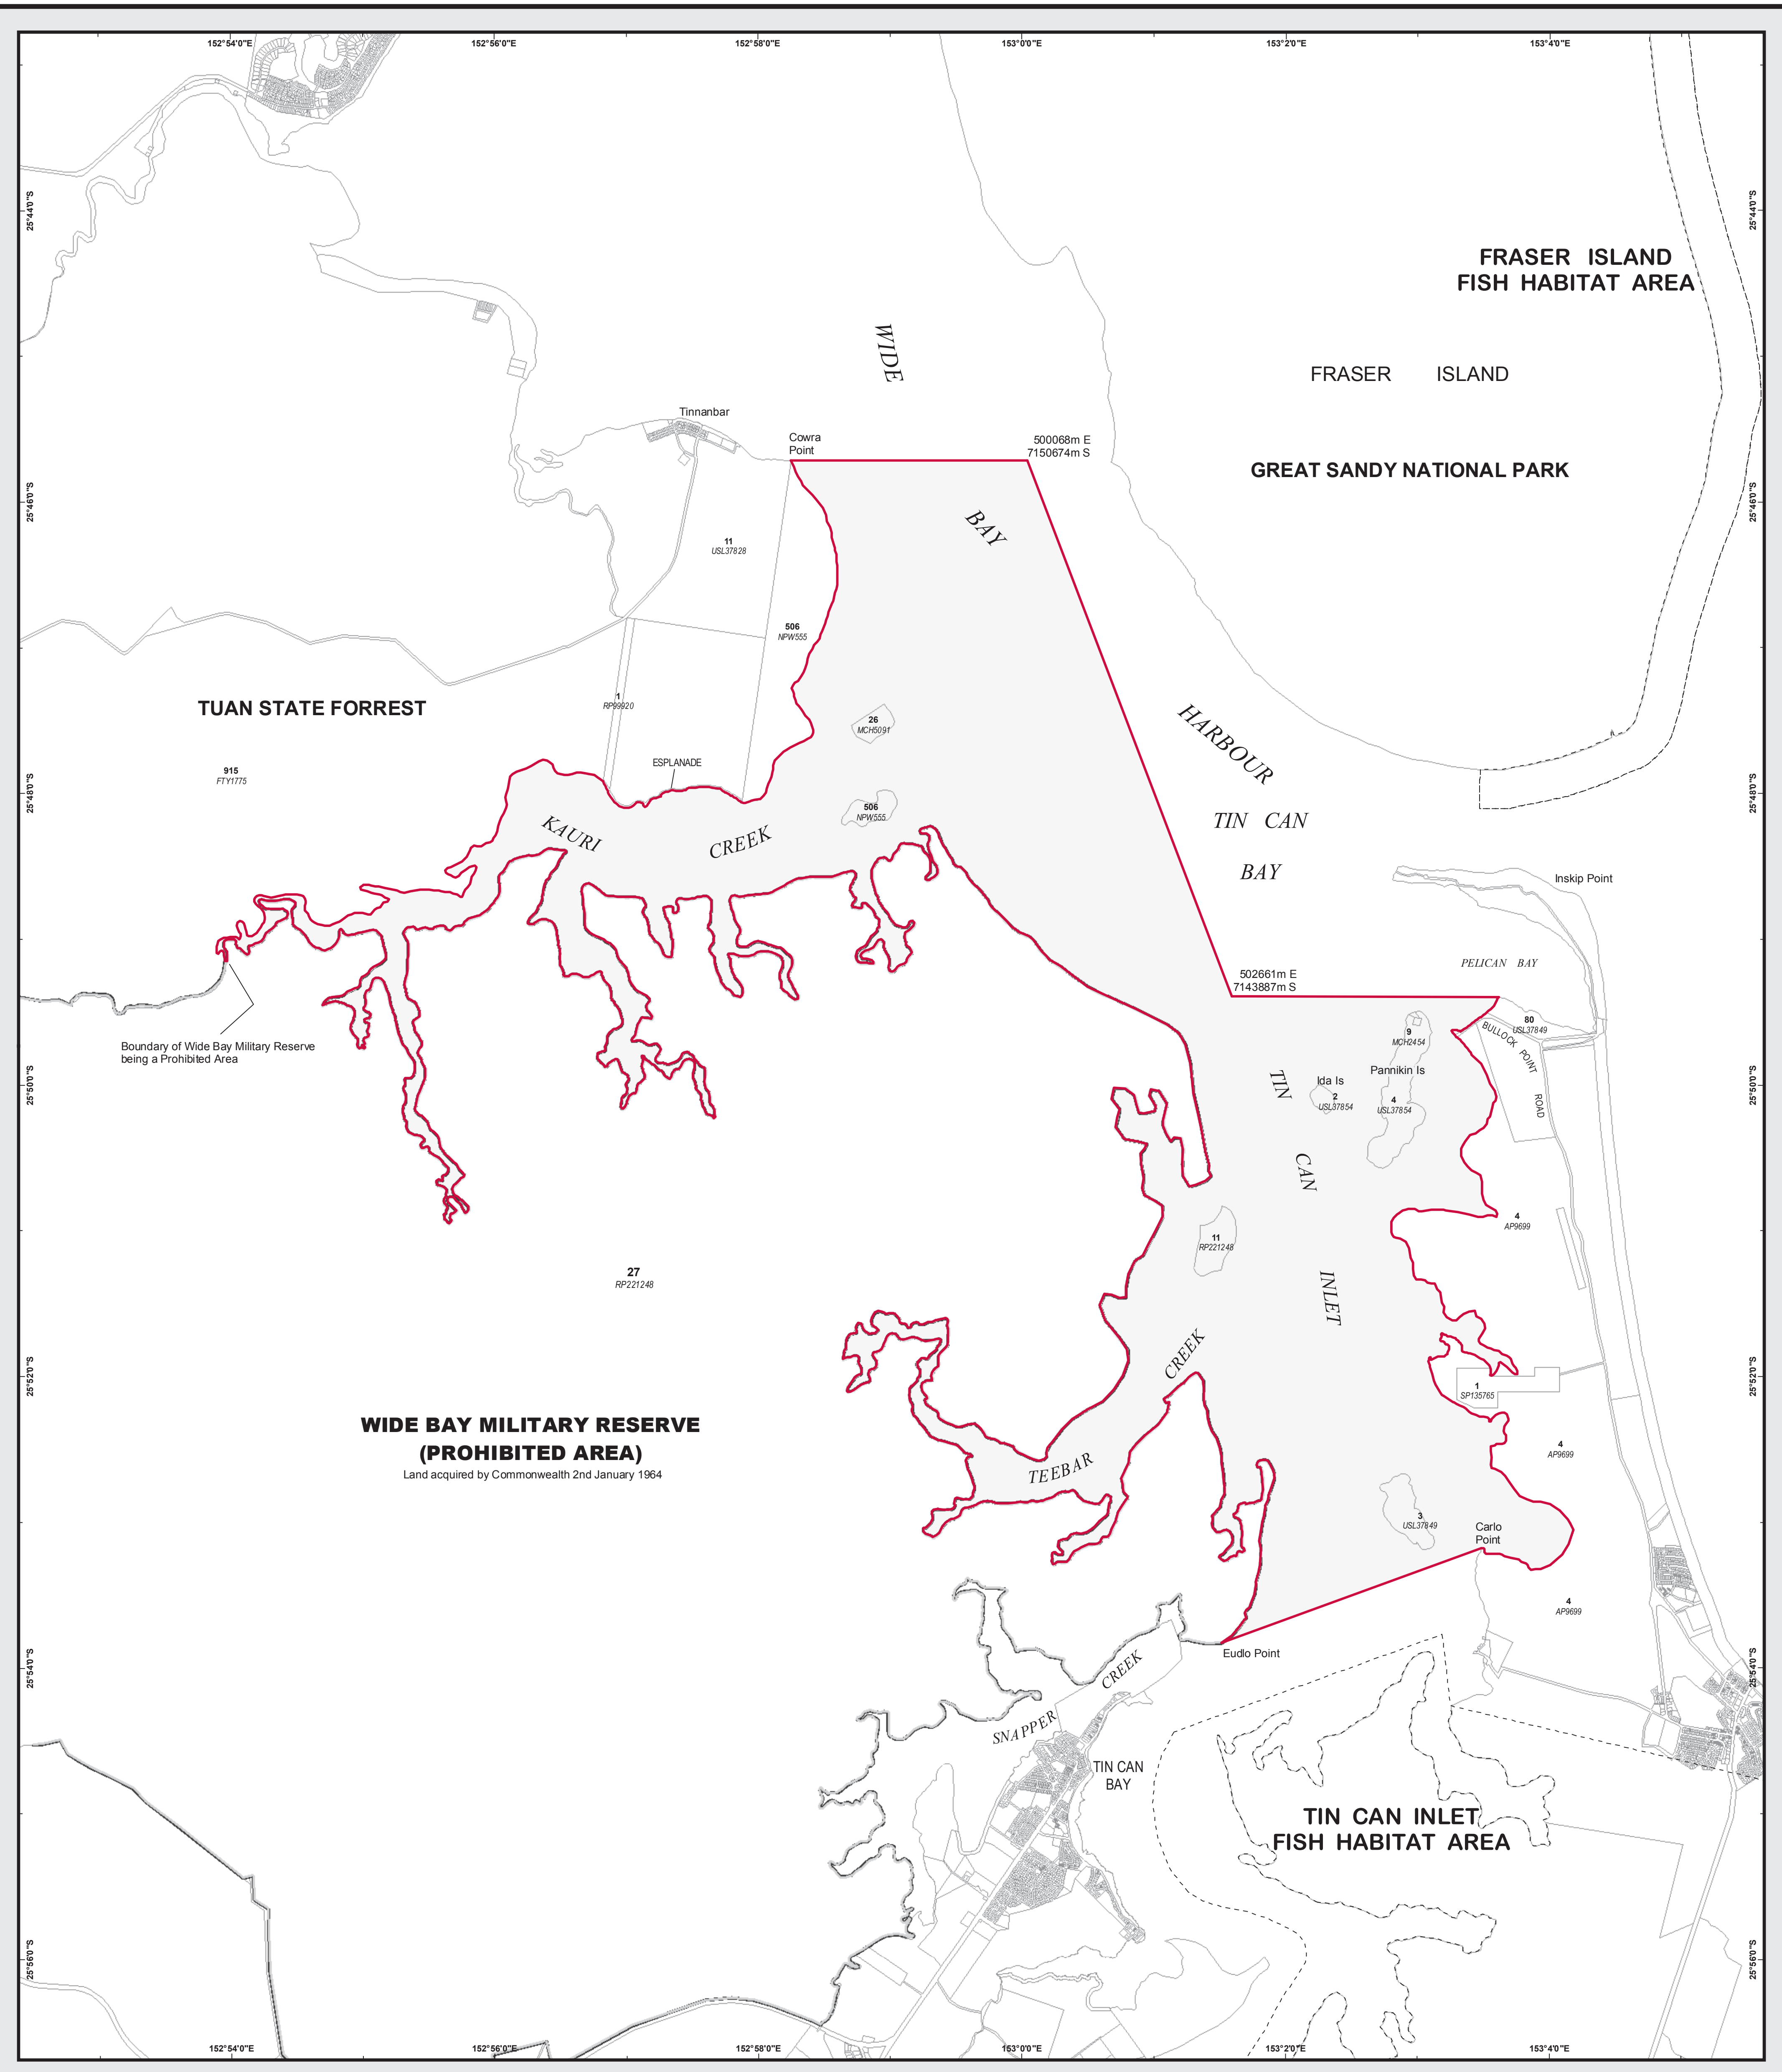 152°54'0"E
152°56'0"E
152°58'0"E
153°0'0"E
153°2'0"E
153°4'0"E
25°44'0"S
25°44'0"S
FRASER ISLAND
FISH HABITAT AREA
WIDE
FRASER ISLAND
Tinnanbar
Cowra
Point
500068m E
7150674m S
GREAT SANDY NATIONAL PARK
25°46'0"S
25°46'0"S
BAY
11
USL37828
506
NPW555
1
RP99920
TUAN STATE FORREST
26
MCH5091
HARBOUR
ESPLANADE
915
FTY1775
25°48'0"S
25°48'0"S
506
NPW555
KAURI
CREEK
TIN CAN
BAY
Inskip Point
PELICAN BAY
502661m E
7143887m S
80
USL37849
BULLOCK POINT
ROAD
9
MCH2454
Boundary of Wide Bay Military Reserve
being a Prohibited Area
Pannikin Is
Ida Is
2
USL37854
4
USL37854
25°50'0"S
25°50'0"S
TIN
CAN
INLET
4
AP9699
11
RP221248
27
RP221248
CREEK
25°52'0"S
25°52'0"S
1
SP135765
WIDE BAY MILITARY RESERVE
(PROHIBITED AREA)
Land acquired by Commonwealth 2nd January 1964
TEEBAR
4
AP9699
3
USL37849
Carlo
Point
4
AP9699
Eudlo Point
25°54'0"S
25°54'0"S
CREEK
SNAPPER
TIN CAN
BAY
TIN CAN INLET
FISH HABITAT AREA
25°56'0"S
25°56'0"S
152°54'0"E
152°56'0"E
152°58'0"E
153°0'0"E
153°2'0"E
153°4'0"E